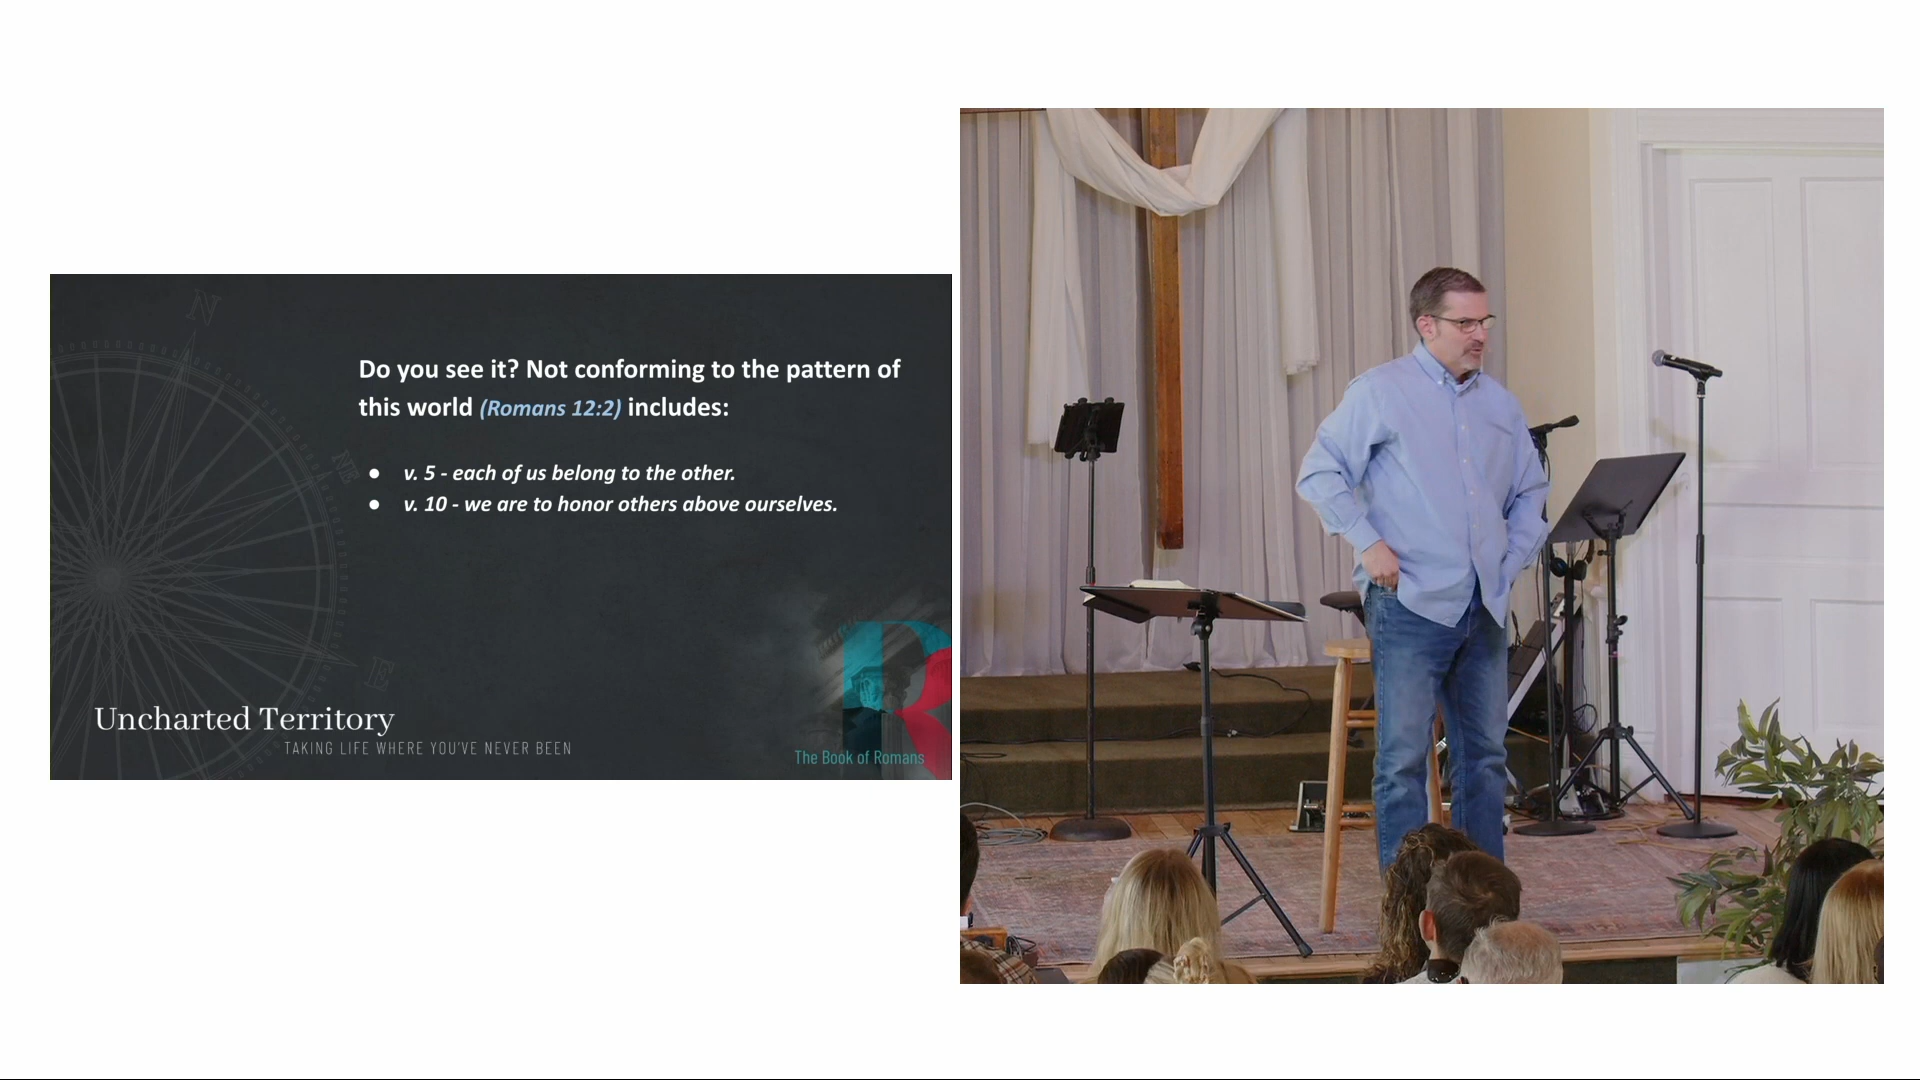 N
NE
E
Do you see it? Not conforming to the pattern of
this world (Romans 12:2) includes:
● v. 5 - each of us belong to the other.
● v. 10 - we are to honor others above ourselves.
Uncharted Territory
TAKING LIFE WHERE YOU'VE NEVER BEEN
R
The Book of Romans